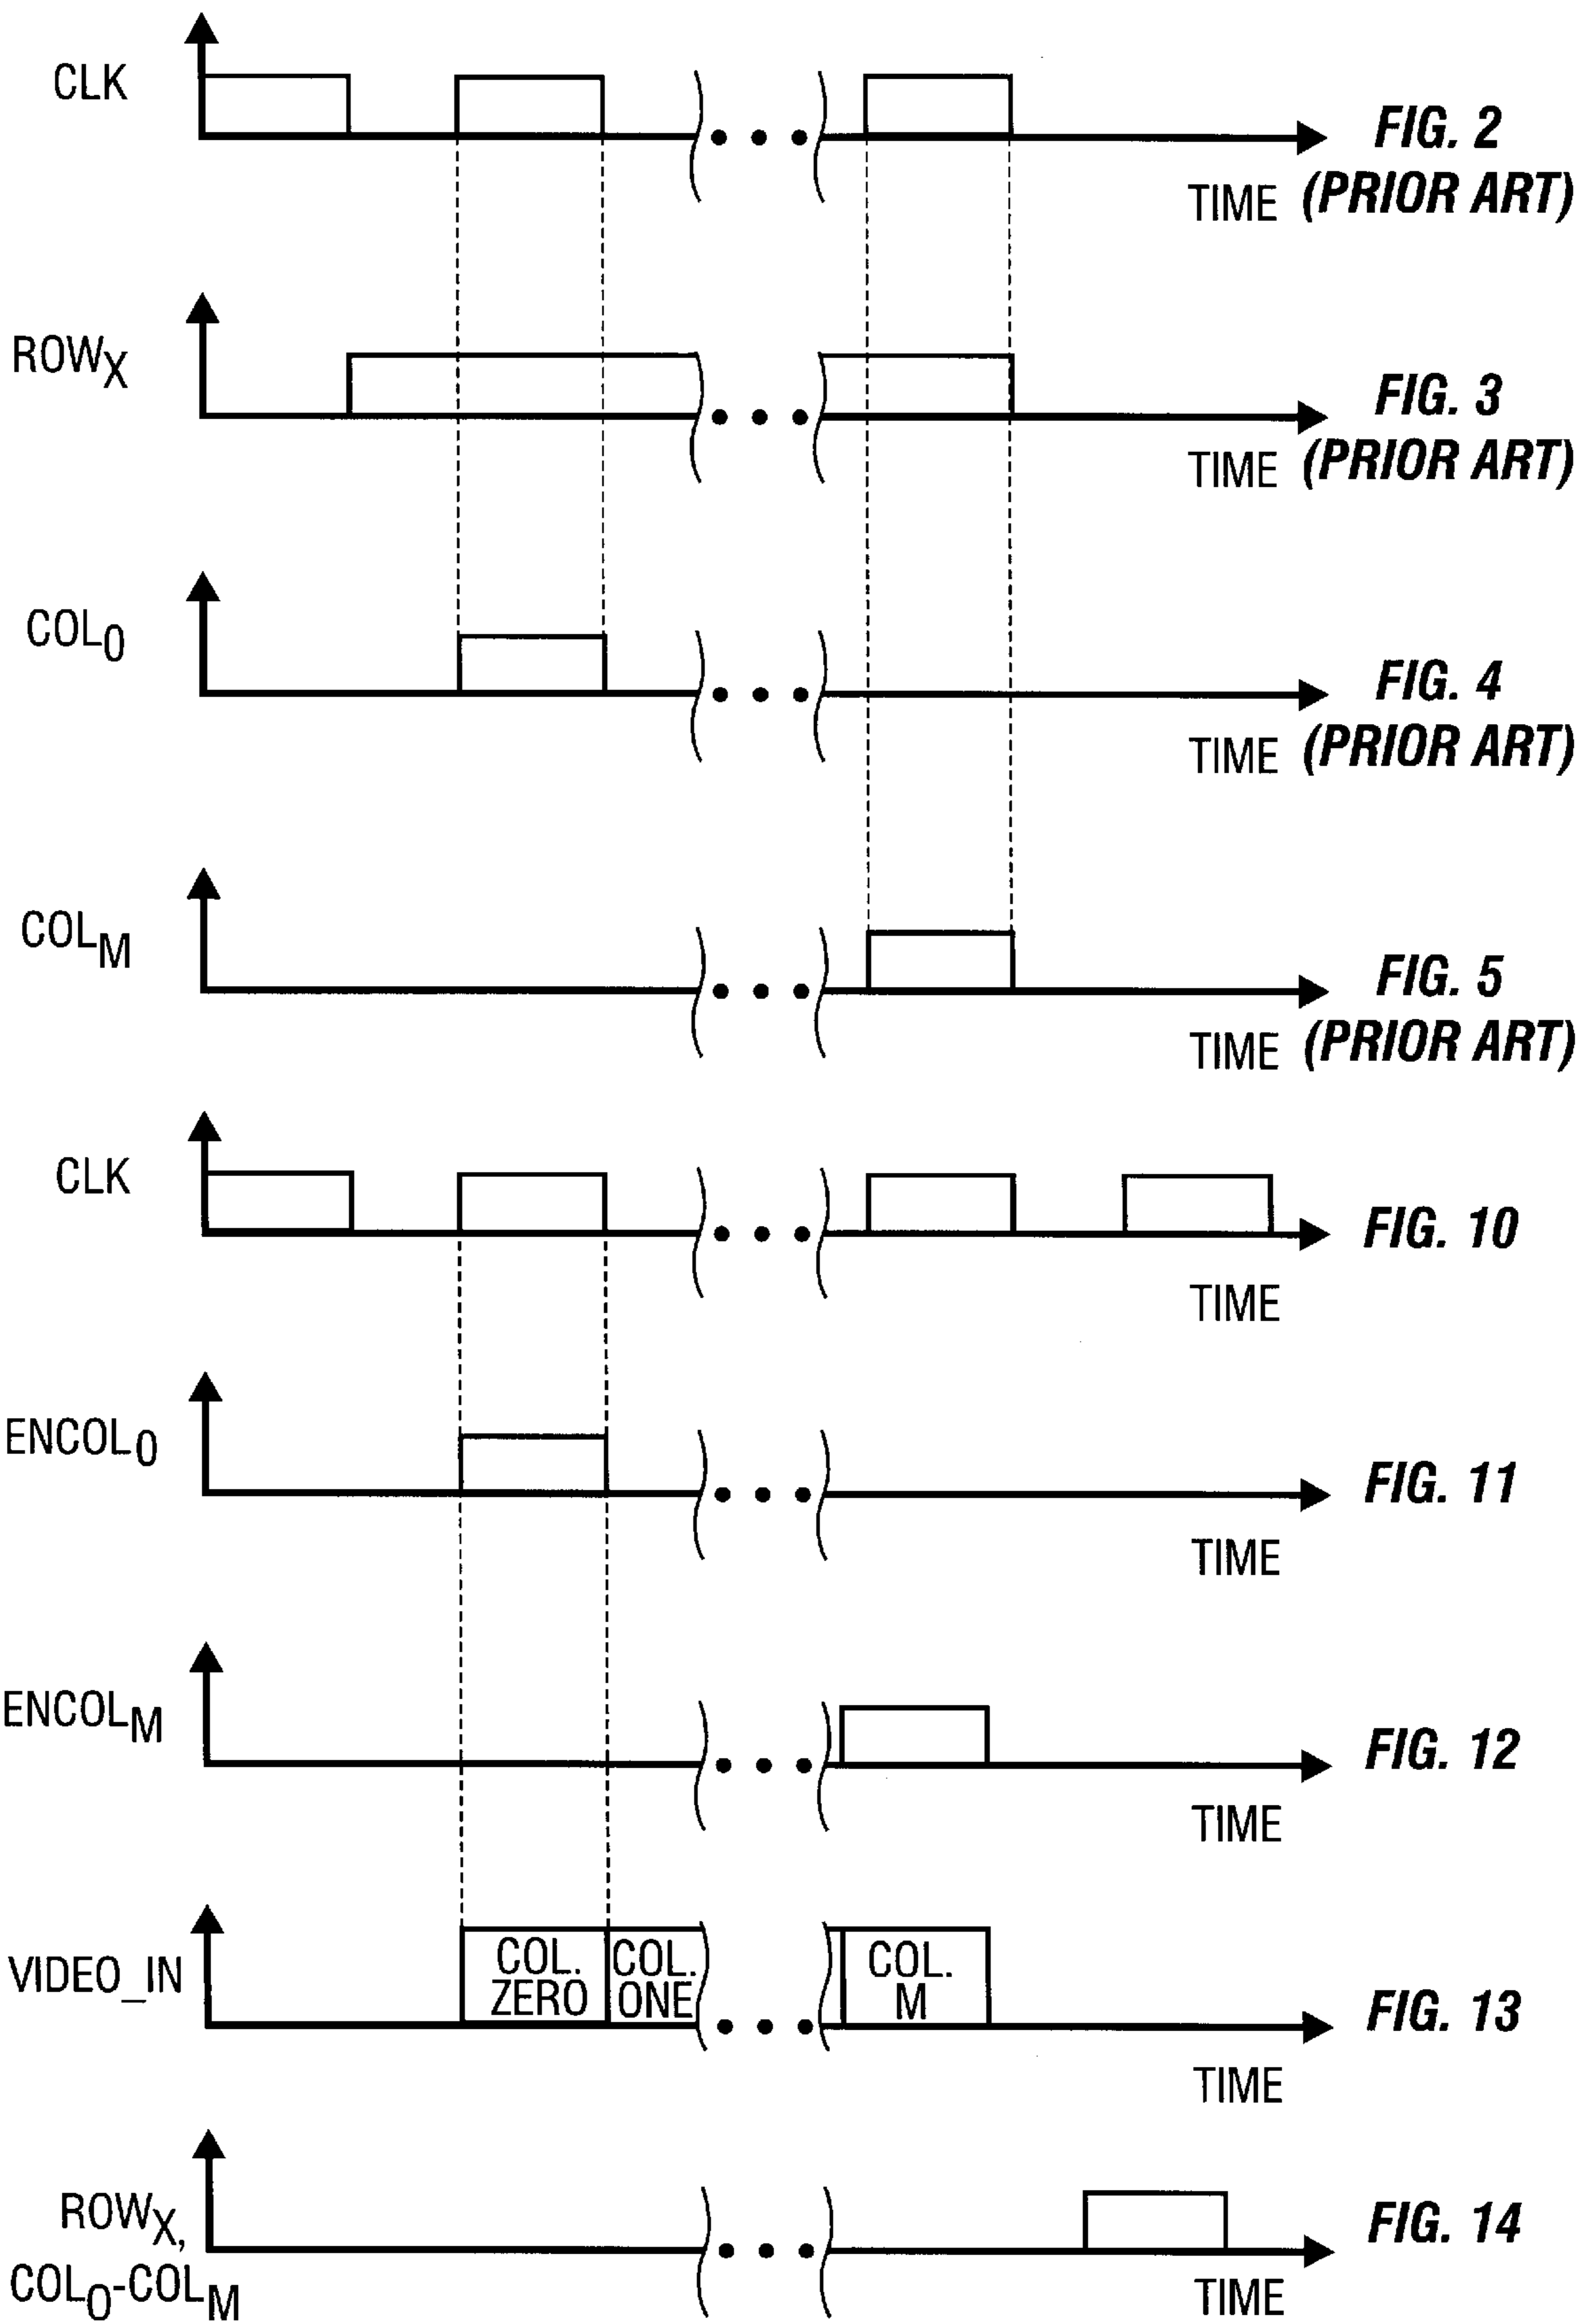 CLK
FIG. 2
TIME (PRIOR ART)
ROWX
FIG. 3
TIME (PRIOR ART)
COL0
FIG. 4
TIME (PRIOR ART)
COLM
FIG. 5
TIME (PRIOR ART)
CLK
FIG. 10
TIME
ENCOL0
FIG. 11
TIME
ENCOLM
FIG. 12
TIME
VIDEO_IN
COL.
ZERO
COL.
ONE
COL.
M
FIG. 13
TIME
ROWX,
COL0-COLM
FIG. 14
TIME